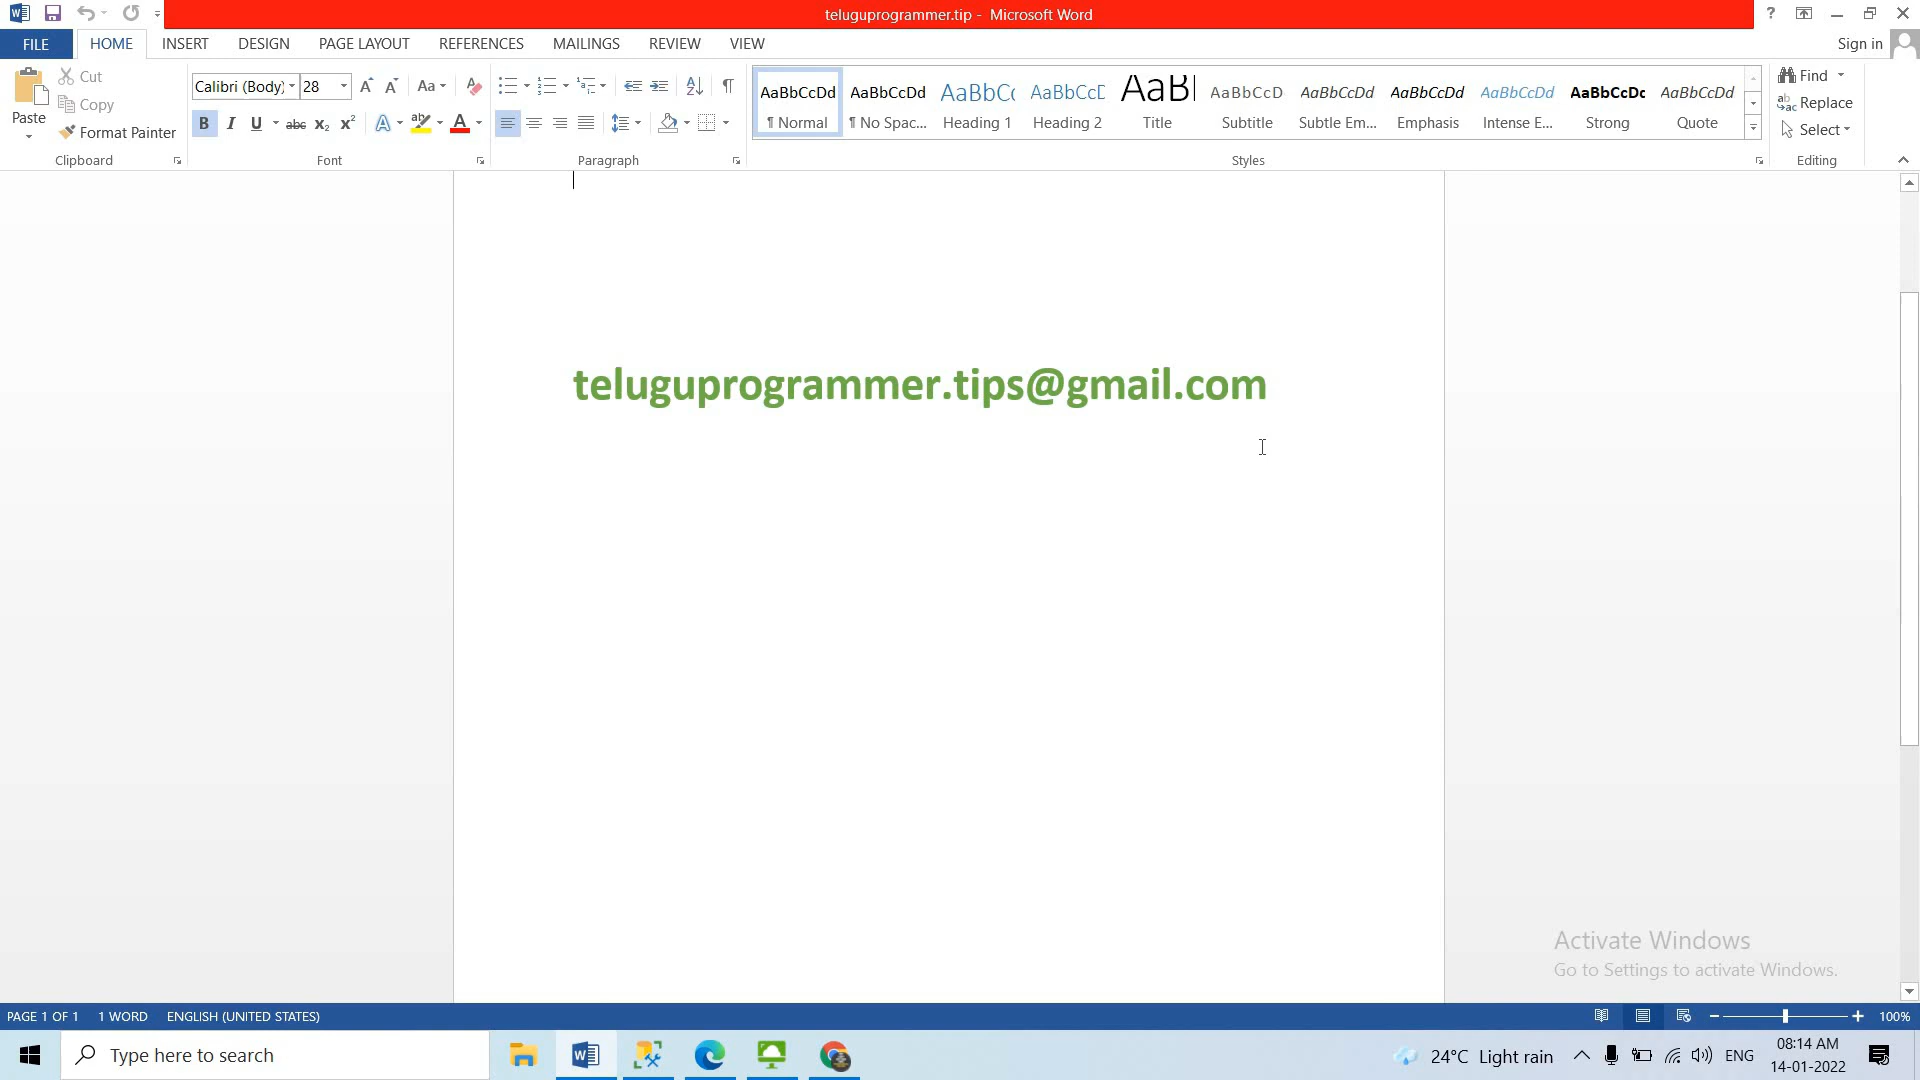 teluguprogrammer.tip - Microsoft Word
FILE HOME INSERT DESIGN PAGE LAYOUT REFERENCES MAILINGS REVIEW VIEW Sign in
Paste
Cut
Copy
Format Painter
Clipboard
Calibri (Body) 28
Font
Paragraph
AaBbCcDd AaBbCcDd AaBbCc AaBbCcD AaBl AaBbCcD AaBbCcDd AaBbCcDd AaBbCcDd AaBbCcDc AaBbCcDd
¶ Normal ¶ No Spac... Heading 1 Heading 2 Title Subtitle Subtle Em... Emphasis Intense E... Strong Quote
Styles
Find
Replace
Select
Editing
teluguprogrammer.tips@gmail.com
Activate Windows
Go to Settings to activate Windows.
PAGE 1 OF 1 1 WORD ENGLISH (UNITED STATES) 100%
Type here to search
24°C Light rain ENG
08:14 AM
14-01-2022